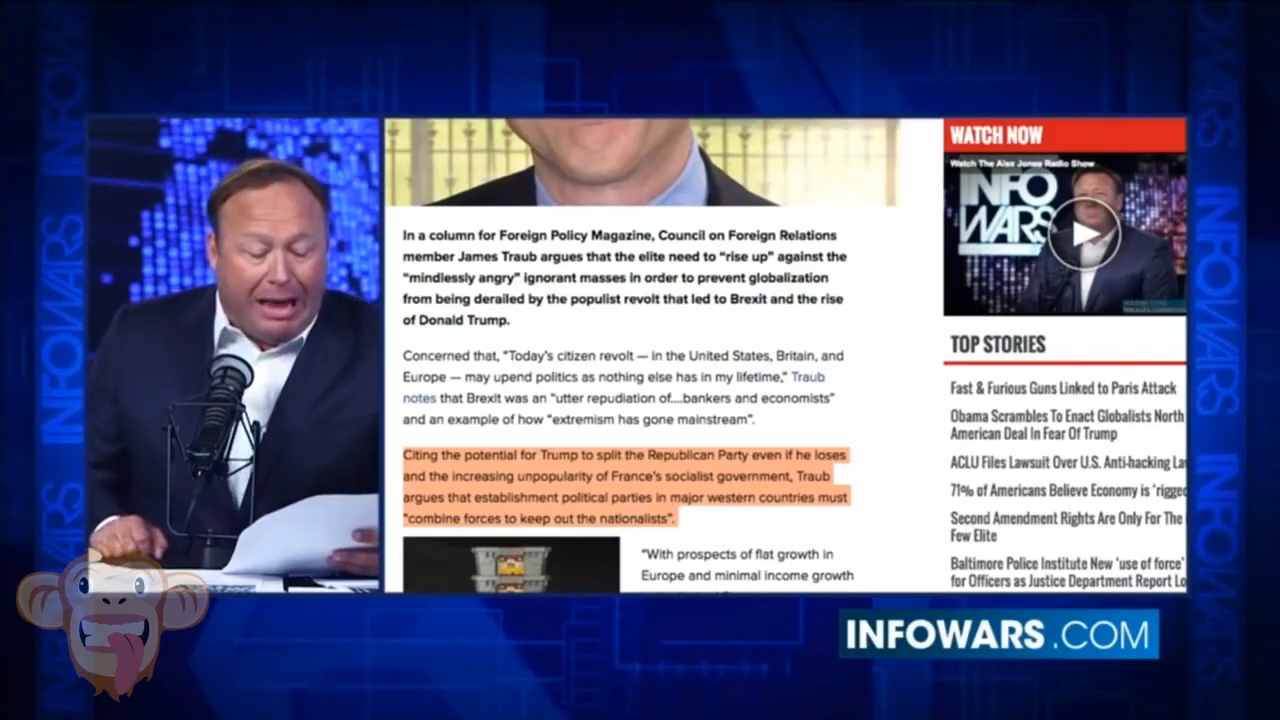 In a column for Foreign Policy Magazine, Council on Foreign Relations
member James Traub argues that the elite need to “rise up” against the
“mindlessly angry” ignorant masses in order to prevent globalization
from being derailed by the populist revolt that led to Brexit and the rise
of Donald Trump.
Concerned that, “Today’s citizen revolt — in the United States, Britain, and
Europe — may upend politics as nothing else has in my lifetime,” Traub
notes that Brexit was an “utter repudiation of....bankers and economists”
and an example of how “extremism has gone mainstream”.
Citing the potential for Trump to split the Republican Party even if he loses
and the increasing unpopularity of France’s socialist government, Traub
argues that establishment political parties in major western countries must
“combine forces to keep out the nationalists”.
“With prospects of flat growth in
Europe and minimal income growth
WATCH NOW
Watch The Alex Jones Radio Show
INFO
WARS
TOP STORIES
Fast & Furious Guns Linked to Paris Attack
Obama Scrambles To Enact Globalists North
American Deal In Fear Of Trump
ACLU Files Lawsuit Over U.S. Anti-hacking La
71% of Americans Believe Economy is ‘rigged
Second Amendment Rights Are Only For The
Few Elite
Baltimore Police Institute New ‘use of force’
for Officers as Justice Department Report Lo
INFOWARS.COM
INFOWARS
INFOWARS